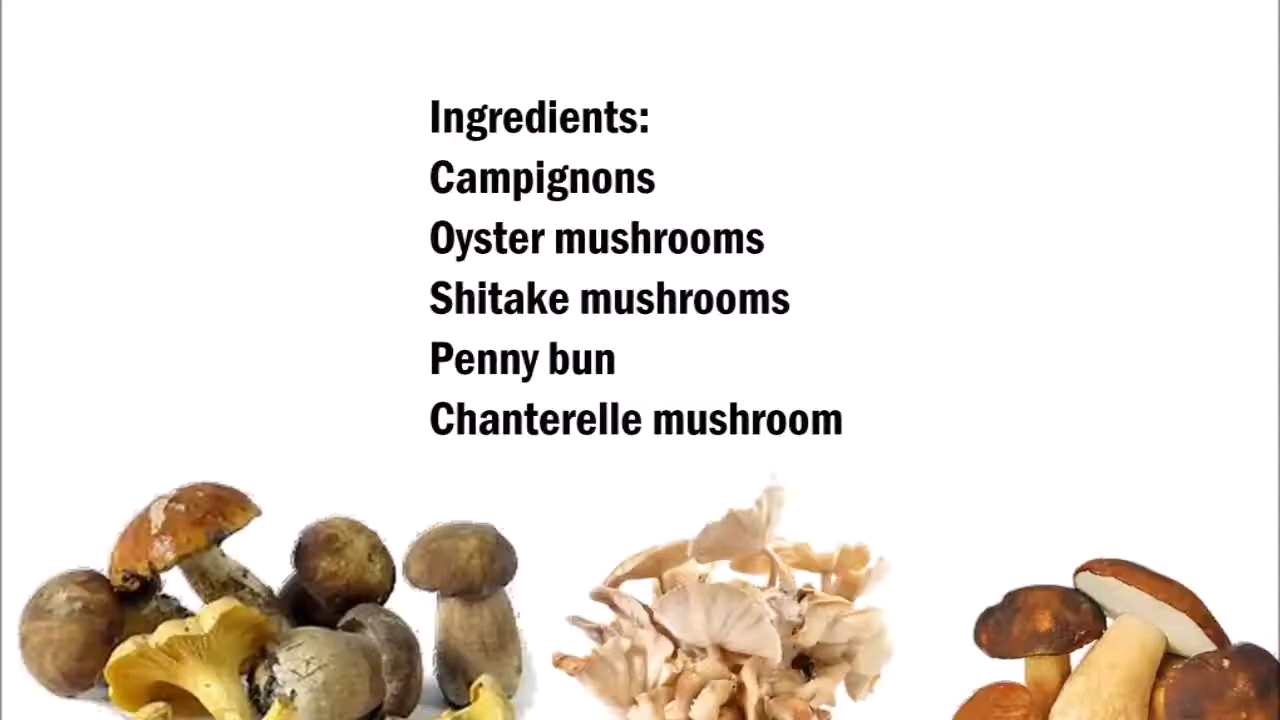 Ingredients:
Campignons
Oyster mushrooms
Shitake mushrooms
Penny bun
Chanterelle mushroom